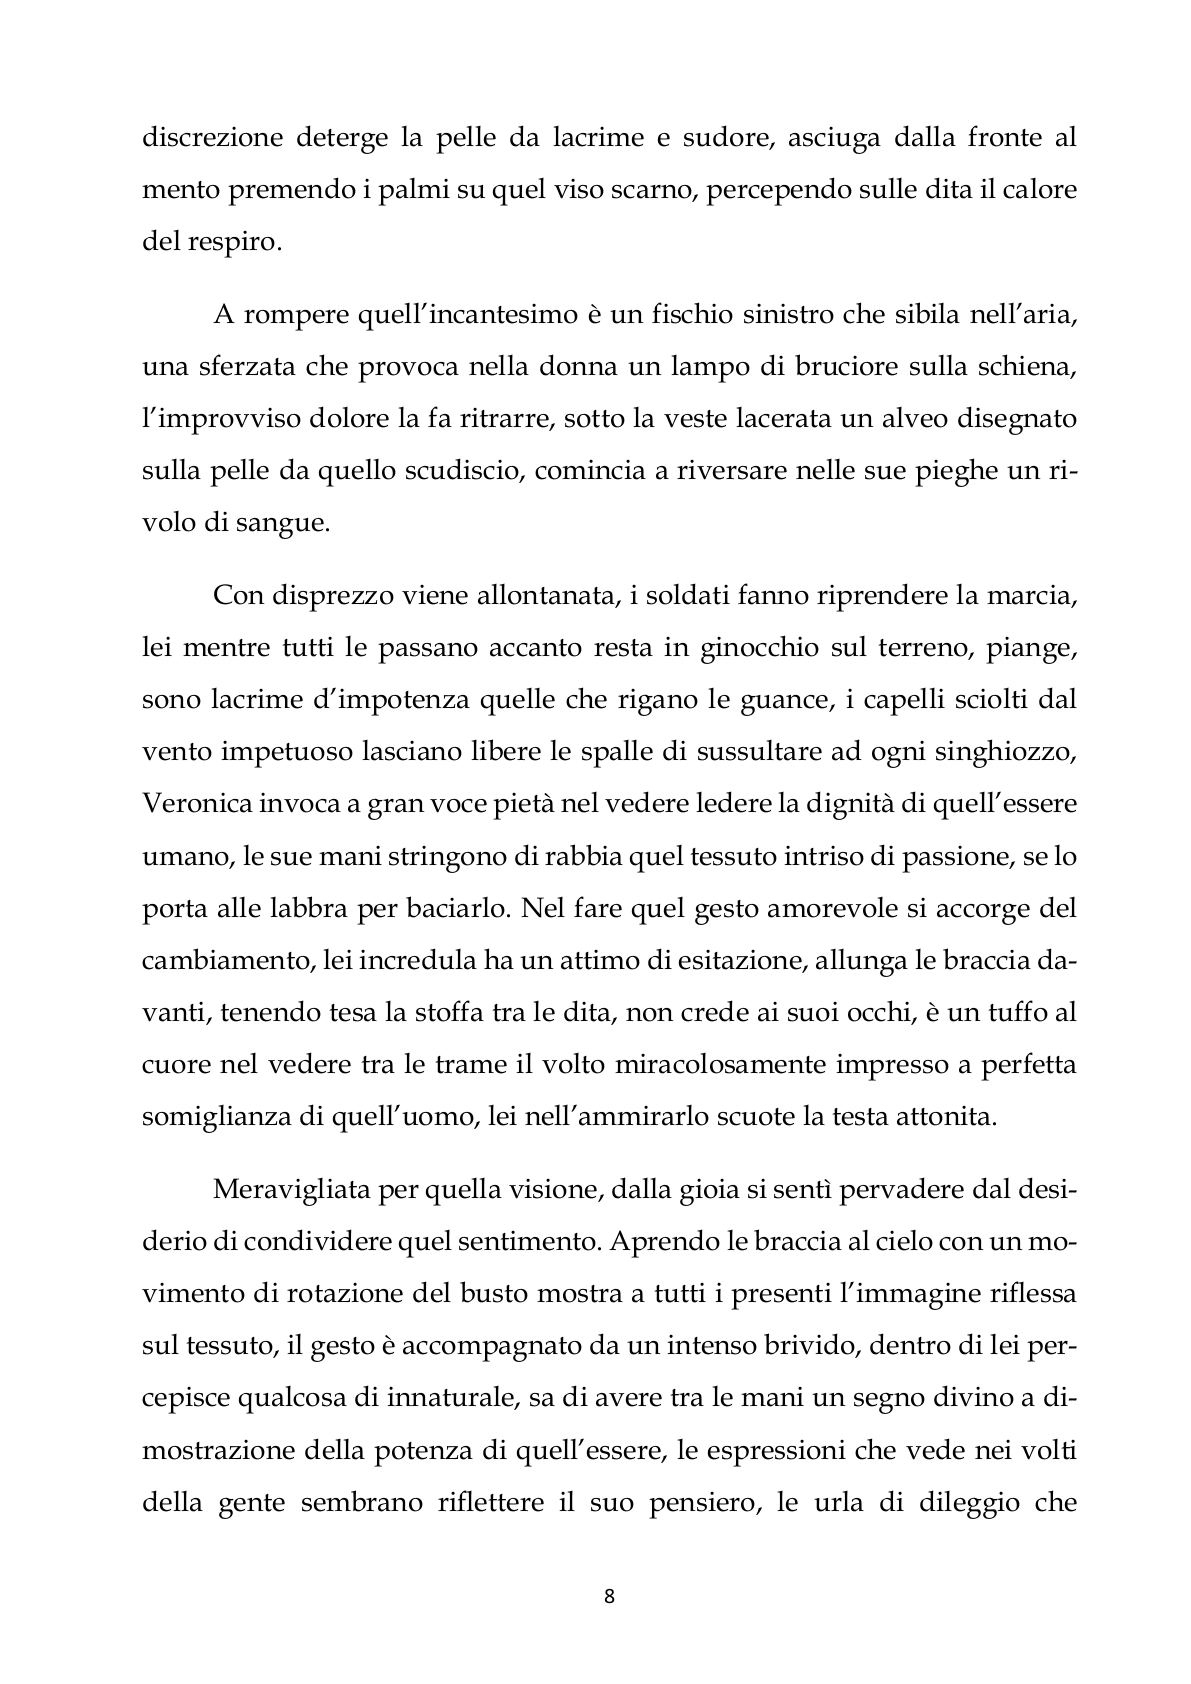 discrezione deterge la pelle da lacrime e sudore, asciuga dalla fronte al
mento premendo i palmi su quel viso scarno, percependo sulle dita il calore
del respiro.
A rompere quell’incantesimo è un fischio sinistro che sibila nell’aria,
una sferzata che provoca nella donna un lampo di bruciore sulla schiena,
l’improvviso dolore la fa ritrarre, sotto la veste lacerata un alveo disegnato
sulla pelle da quello scudiscio, comincia a riversare nelle sue pieghe un ri-
volo di sangue.
Con disprezzo viene allontanata, i soldati fanno riprendere la marcia,
lei mentre tutti le passano accanto resta in ginocchio sul terreno, piange,
sono lacrime d’impotenza quelle che rigano le guance, i capelli sciolti dal
vento impetuoso lasciano libere le spalle di sussultare ad ogni singhiozzo,
Veronica invoca a gran voce pietà nel vedere ledere la dignità di quell’essere
umano, le sue mani stringono di rabbia quel tessuto intriso di passione, se lo
porta alle labbra per baciarlo. Nel fare quel gesto amorevole si accorge del
cambiamento, lei incredula ha un attimo di esitazione, allunga le braccia da-
vanti, tenendo tesa la stoffa tra le dita, non crede ai suoi occhi, è un tuffo al
cuore nel vedere tra le trame il volto miracolosamente impresso a perfetta
somiglianza di quell’uomo, lei nell’ammirarlo scuote la testa attonita.
Meravigliata per quella visione, dalla gioia si sentì pervadere dal desi-
derio di condividere quel sentimento. Aprendo le braccia al cielo con un mo-
vimento di rotazione del busto mostra a tutti i presenti l’immagine riflessa
sul tessuto, il gesto è accompagnato da un intenso brivido, dentro di lei per-
cepisce qualcosa di innaturale, sa di avere tra le mani un segno divino a di-
mostrazione della potenza di quell’essere, le espressioni che vede nei volti
della gente sembrano riflettere il suo pensiero, le urla di dileggio che
8